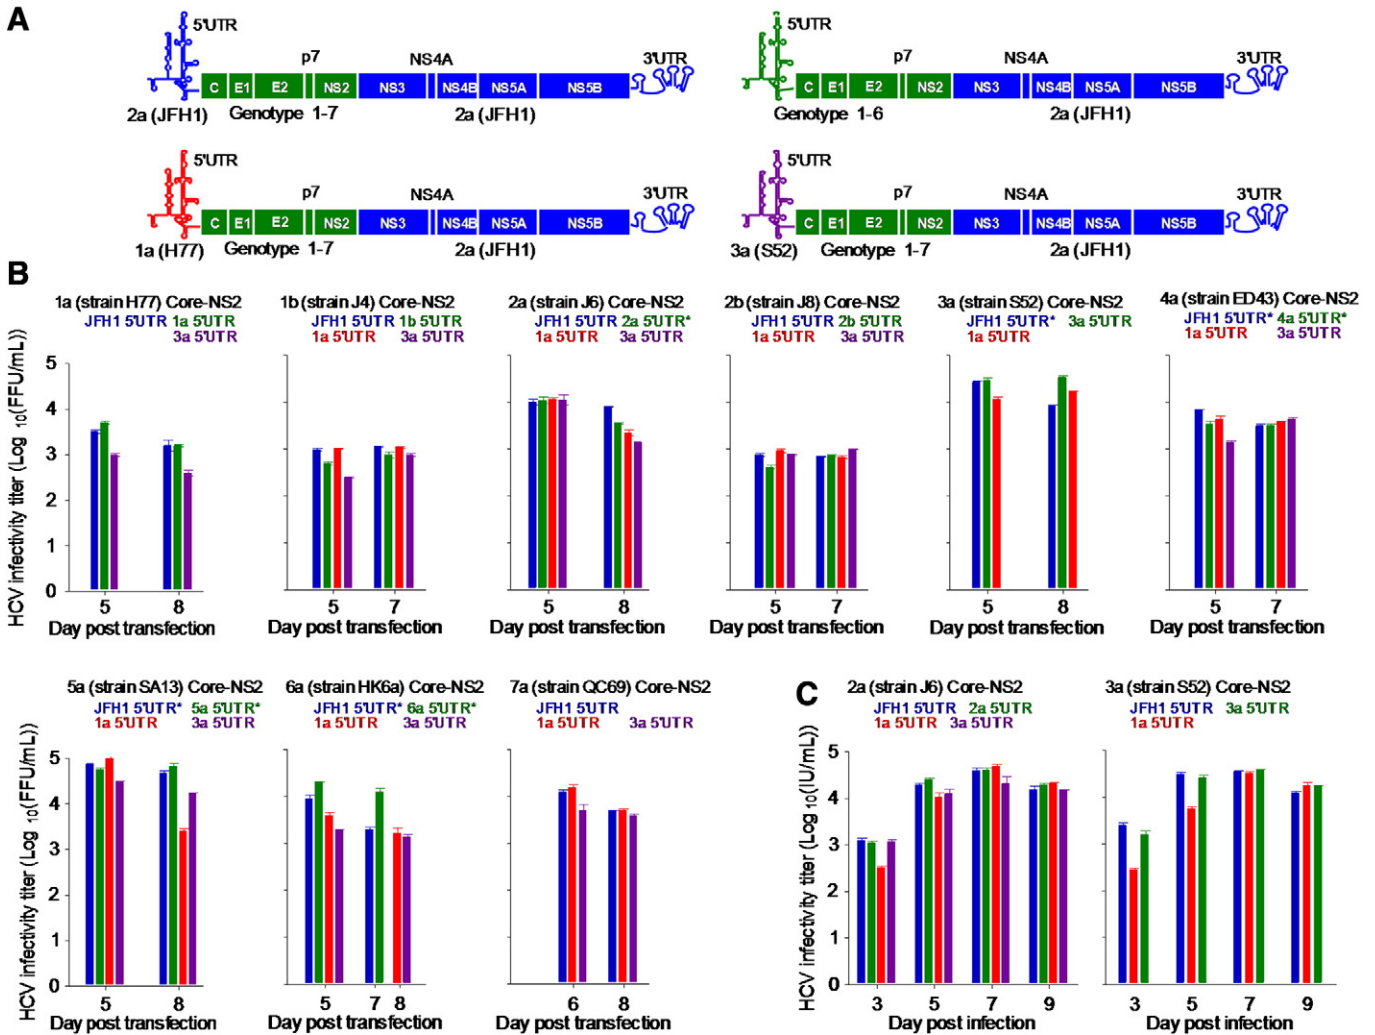 A
5'UTR
p7
NS4A
3'UTR
C E1 E2 NS2 NS3 NS4B NS5A NS5B
2a (JFH1) Genotype 1-7 2a (JFH1)
5'UTR
p7
NS4A
3'UTR
C E1 E2 NS2 NS3 NS4B NS5A NS5B
Genotype 1-6 2a (JFH1)
5'UTR
p7
NS4A
3'UTR
C E1 E2 NS2 NS3 NS4B NS5A NS5B
1a (H77) Genotype 1-7 2a (JFH1)
5'UTR
p7
NS4A
3'UTR
C E1 E2 NS2 NS3 NS4B NS5A NS5B
3a (S52) Genotype 1-7 2a (JFH1)
B
HCV infectivity titer (Log 10(FFU/mL))
1a (strain H77) Core-NS2
JFH1 5'UTR 1a 5'UTR
3a 5'UTR
5
4
3
2
1
0
5 8
Day post transfection
1b (strain J4) Core-NS2
JFH1 5'UTR 1b 5'UTR
1a 5'UTR 3a 5'UTR
5 7
Day post transfection
2a (strain J6) Core-NS2
JFH1 5'UTR 2a 5'UTR*
1a 5'UTR 3a 5'UTR
5 8
Day post transfection
2b (strain J8) Core-NS2
JFH1 5'UTR 2b 5'UTR
1a 5'UTR 3a 5'UTR
5 7
Day post transfection
3a (strain S52) Core-NS2
JFH1 5'UTR* 3a 5'UTR
1a 5'UTR
5 8
Day post transfection
4a (strain ED43) Core-NS2
JFH1 5'UTR* 4a 5'UTR*
1a 5'UTR 3a 5'UTR
5 7
Day post transfection
HCV infectivity titer (Log 10(FFU/mL))
5a (strain SA13) Core-NS2
JFH1 5'UTR* 5a 5'UTR*
1a 5'UTR 3a 5'UTR
5
4
3
2
1
0
5 8
Day post transfection
6a (strain HK6a) Core-NS2
JFH1 5'UTR* 6a 5'UTR*
1a 5'UTR 3a 5'UTR
5 7 8
Day post transfection
7a (strain QC69) Core-NS2
JFH1 5'UTR
1a 5'UTR 3a 5'UTR
6 8
Day post transfection
C
HCV infectivity titer (Log 10(IU/mL))
2a (strain J6) Core-NS2
JFH1 5'UTR 2a 5'UTR
1a 5'UTR 3a 5'UTR
5
4
3
2
1
0
3 5 7 9
Day post infection
3a (strain S52) Core-NS2
JFH1 5'UTR 3a 5'UTR
1a 5'UTR
3 5 7 9
Day post infection